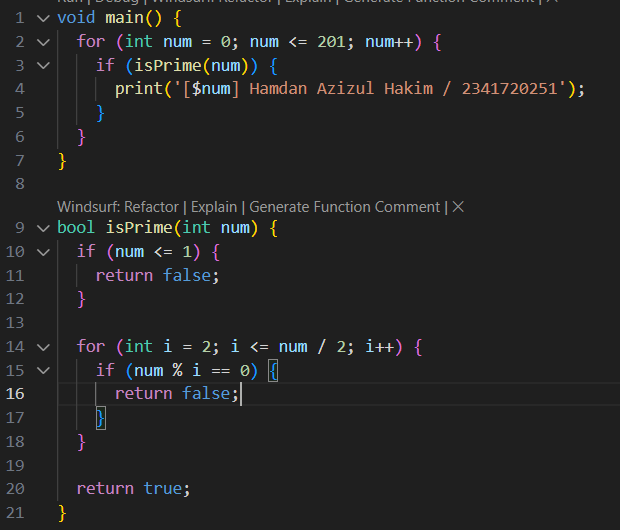 Run | Debug | Windsurf: Refactor | Explain | Generate Function Comment | ×
1 void main() {
2 for (int num = 0; num <= 201; num++) {
3 if (isPrime(num)) {
4 print('[$num] Hamdan Azizul Hakim / 2341720251');
5 }
6 }
7 }
8
Windsurf: Refactor | Explain | Generate Function Comment | ×
9 bool isPrime(int num) {
10 if (num <= 1) {
11 return false;
12 }
13
14 for (int i = 2; i <= num / 2; i++) {
15 if (num % i == 0) {
16 return false;
17 }
18 }
19
20 return true;
21 }